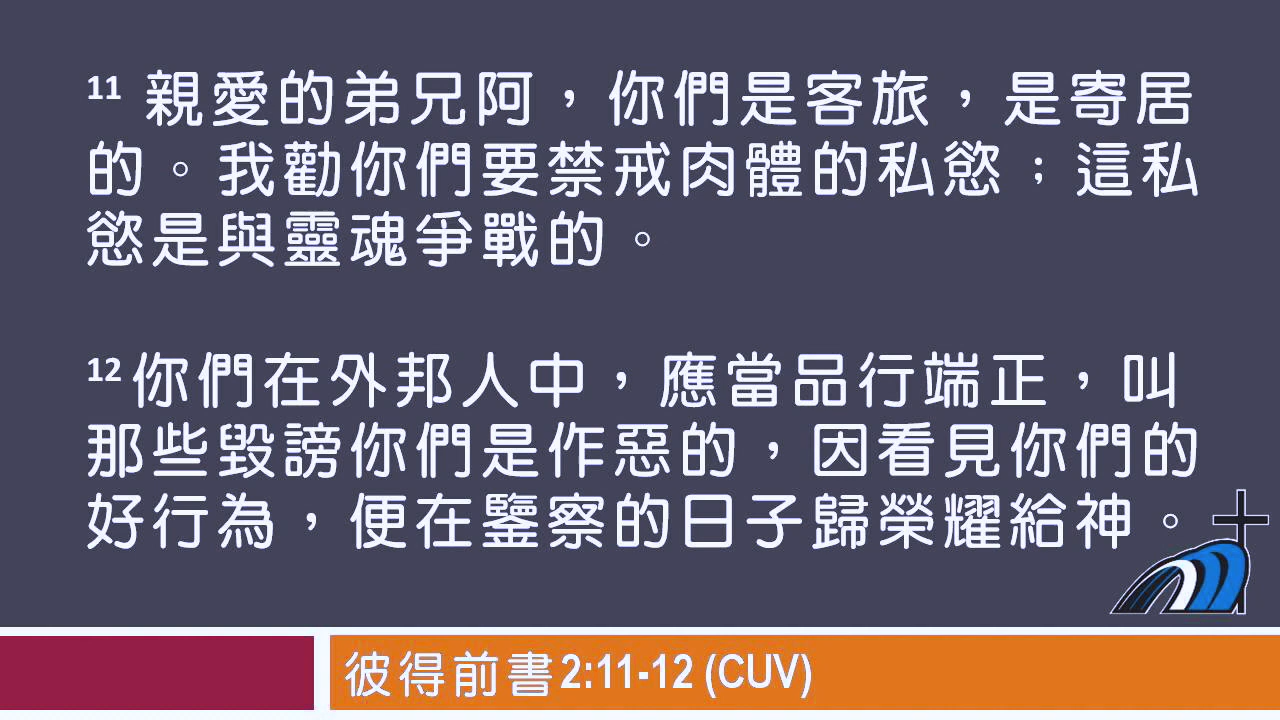 11 親愛的弟兄阿，你們是客旅，是寄居
的。我勸你們要禁戒肉體的私慾；這私
慾是與靈魂爭戰的。
12 你們在外邦人中，應當品行端正，叫
那些毀謗你們是作惡的，因看見你們的
好行為，便在鑒察的日子歸榮耀給神。
彼得前書 2:11-12 (CUV)